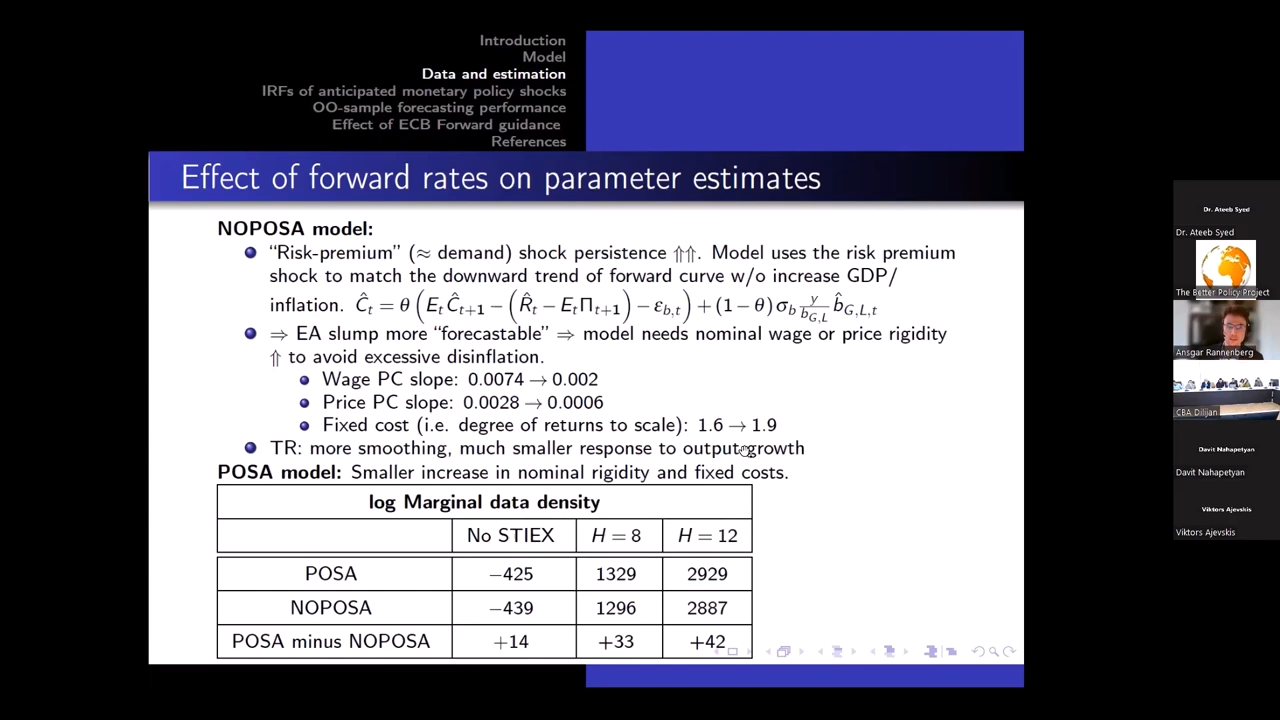 Introduction
Model
Data and estimation
IRFs of anticipated monetary policy shocks
OO-sample forecasting performance
Effect of ECB Forward guidance
References
Effect of forward rates on parameter estimates
NOPOSA model:
"Risk-premium" (≈ demand) shock persistence ⇑⇑. Model uses the risk premium
shock to match the downward trend of forward curve w/o increase GDP/
inflation. Ĉ_t = θ (E_t Ĉ_{t+1} − (R̂_t − E_t Π_{t+1}) − ε_{b,t}) + (1 − θ) σ_b y/b_{G,L} b̂_{G,L,t}
⇒ EA slump more "forecastable" ⇒ model needs nominal wage or price rigidity
⇑ to avoid excessive disinflation.
Wage PC slope: 0.0074 → 0.002
Price PC slope: 0.0028 → 0.0006
Fixed cost (i.e. degree of returns to scale): 1.6 → 1.9
TR: more smoothing, much smaller response to output growth
POSA model: Smaller increase in nominal rigidity and fixed costs.
log Marginal data density
No STIEX H = 8 H = 12
POSA −425 1329 2929
NOPOSA −439 1296 2887
POSA minus NOPOSA +14 +33 +42
Dr. Ateeb Syed
Dr. Ateeb Syed
The Better Policy Project
Ansgar Rannenberg
CBA Dilijan
Davit Nahapetyan
Davit Nahapetyan
Viktors Ajevskis
Viktors Ajevskis